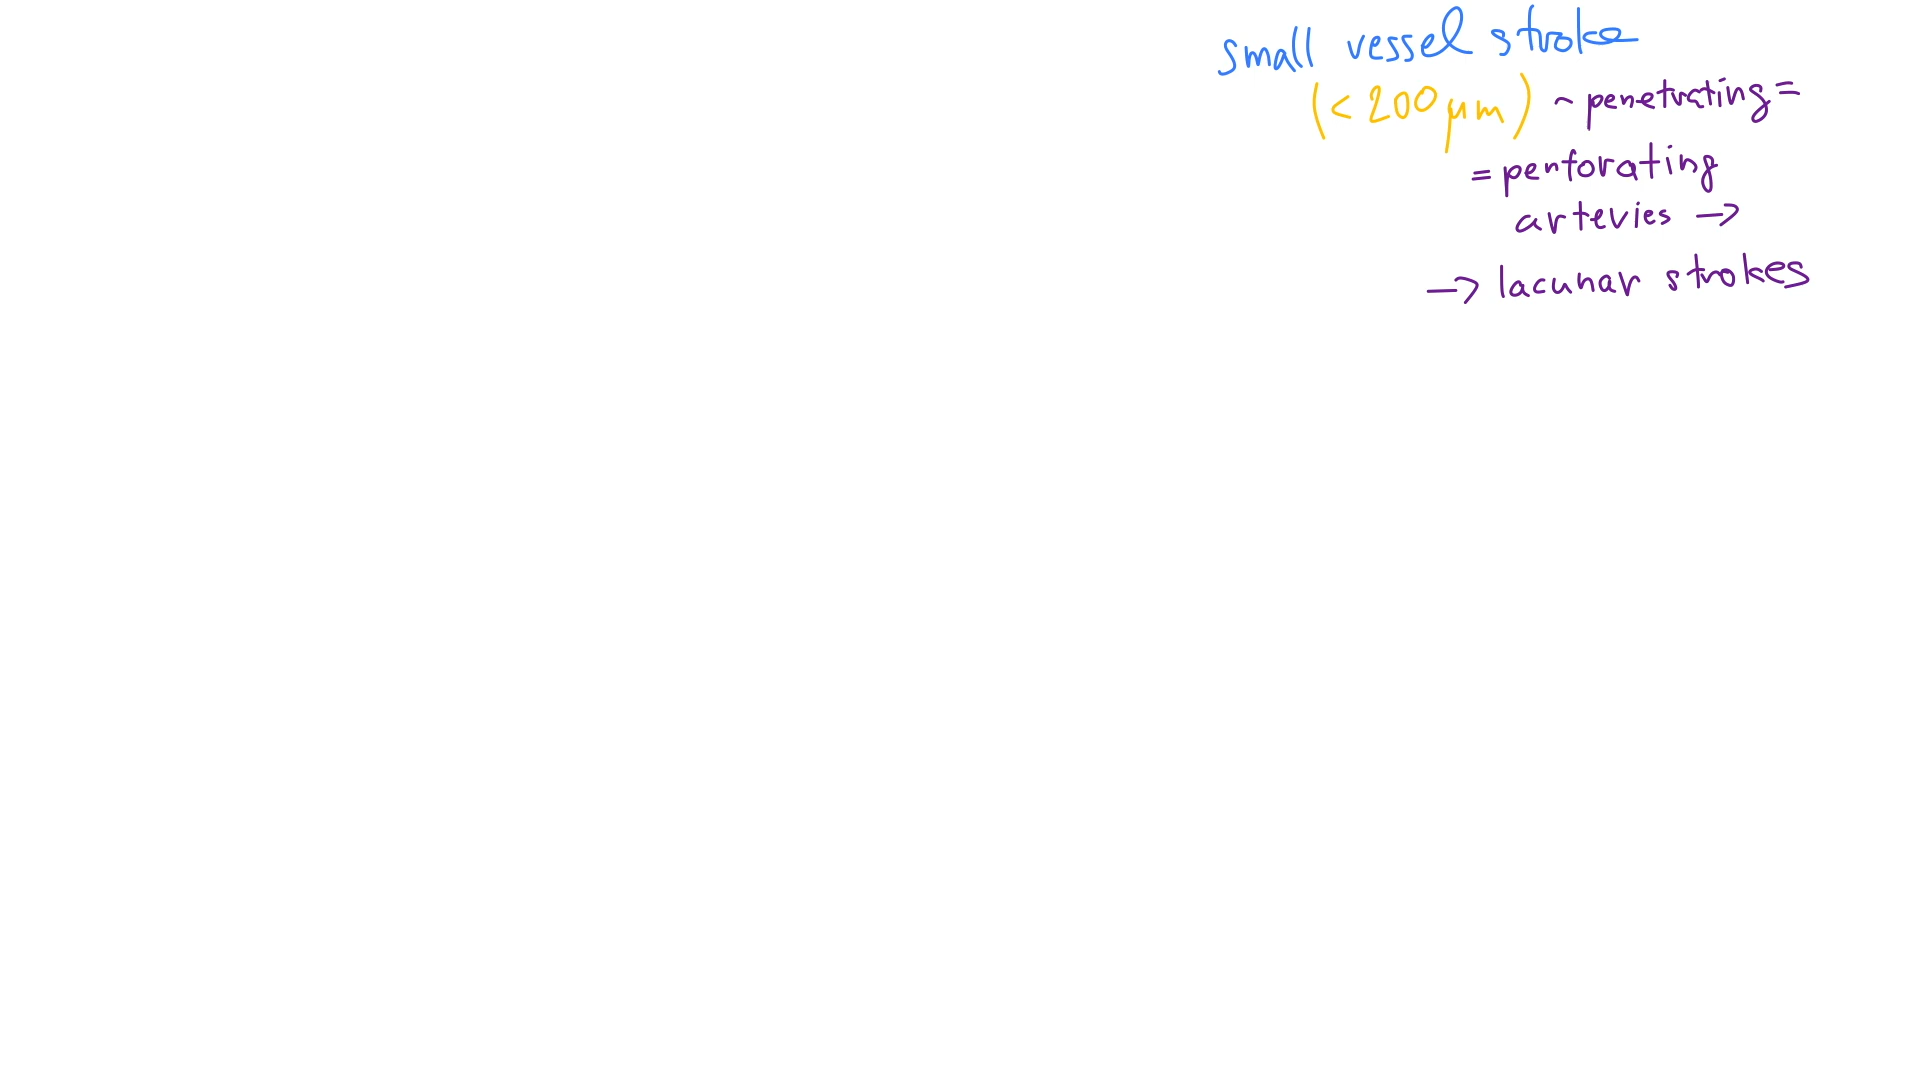 small vessel stroke
(< 200 µm) ~ penetrating =
= perforating
arteries →
→ lacunar strokes